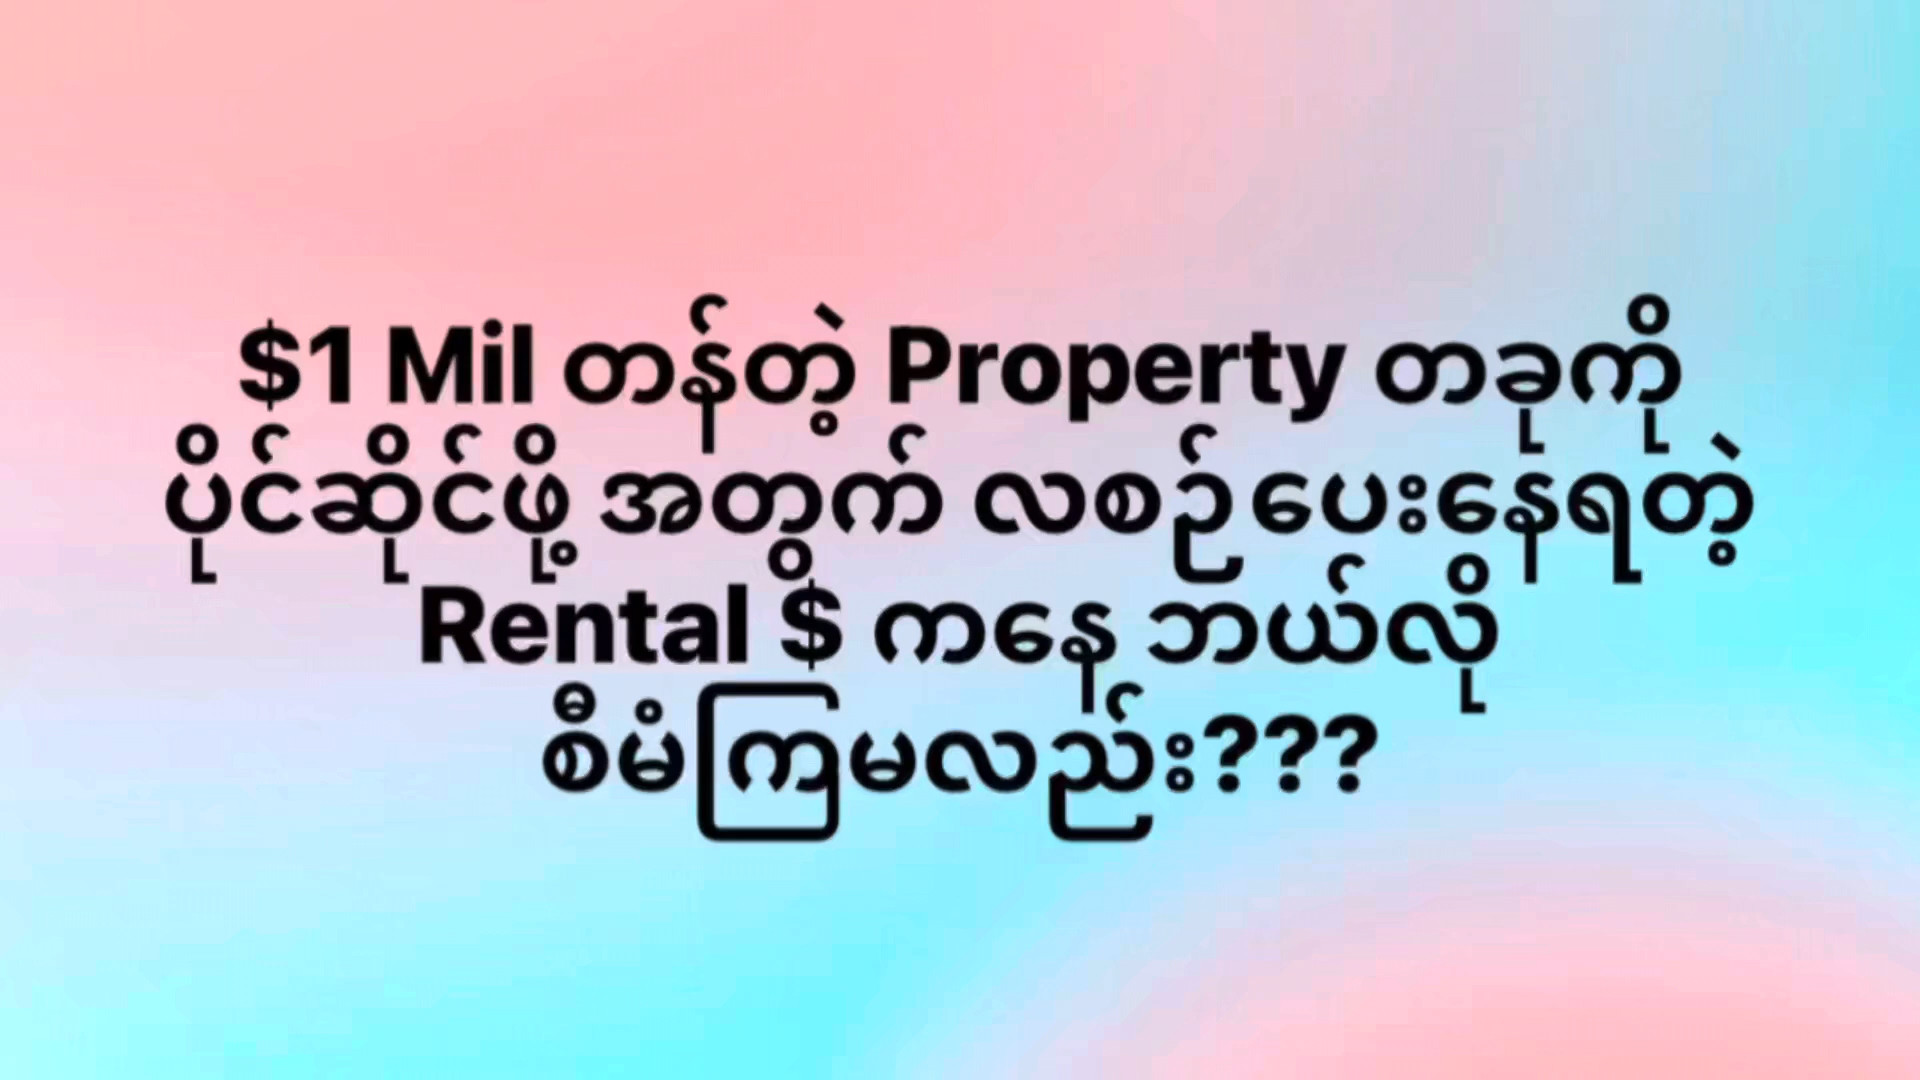 $1 Mil တန်တဲ့ Property တခုကို
ပိုင်ဆိုင်ဖို့ အတွက် လစဉ်ပေးနေရတဲ့
Rental $ ကနေ ဘယ်လို
စီမံကြမလည်း???